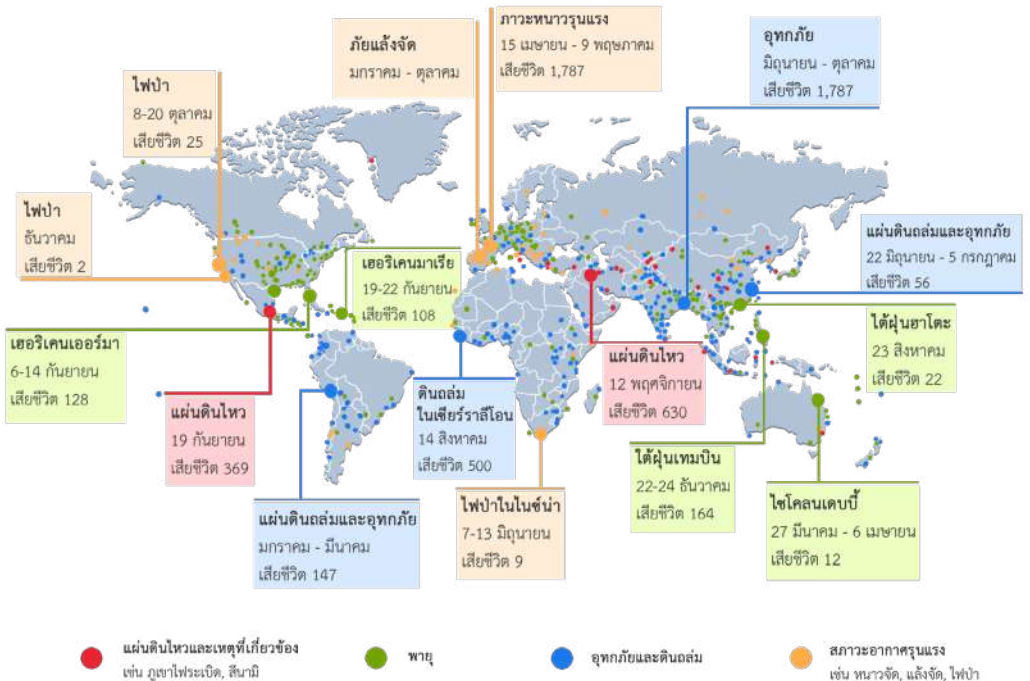 ภาวะหนาวรุนแรง
15 เมษายน - 9 พฤษภาคม
เสียชีวิต 1,787
ภัยแล้งจัด
มกราคม - ตุลาคม
อุทกภัย
มิถุนายน - ตุลาคม
เสียชีวิต 1,787
ไฟป่า
8-20 ตุลาคม
เสียชีวิต 25
ไฟป่า
ธันวาคม
เสียชีวิต 2
แผ่นดินถล่มและอุทกภัย
22 มิถุนายน - 5 กรกฎาคม
เสียชีวิต 56
เฮอริเคนมาเรีย
19-22 กันยายน
เสียชีวิต 108
ไต้ฝุ่นฮาโตะ
23 สิงหาคม
เสียชีวิต 22
เฮอริเคนเออร์มา
6-14 กันยายน
เสียชีวิต 128
แผ่นดินไหว
12 พฤศจิกายน
เสียชีวิต 630
แผ่นดินไหว
19 กันยายน
เสียชีวิต 369
ดินถล่ม
ในเซียร์ราลีโอน
14 สิงหาคม
เสียชีวิต 500
ไต้ฝุ่นเทมบิน
22-24 ธันวาคม
เสียชีวิต 164
แผ่นดินถล่มและอุทกภัย
มกราคม - มีนาคม
เสียชีวิต 147
ไฟป่าในไนซ์น่า
7-13 มิถุนายน
เสียชีวิต 9
ไซโคลนเดบบี้
27 มีนาคม - 6 เมษายน
เสียชีวิต 12
แผ่นดินไหวและเหตุที่เกี่ยวข้อง
เช่น ภูเขาไฟระเบิด, สึนามิ
พายุ
อุทกภัยและดินถล่ม
สภาวะอากาศรุนแรง
เช่น หนาวจัด, แล้งจัด, ไฟป่า